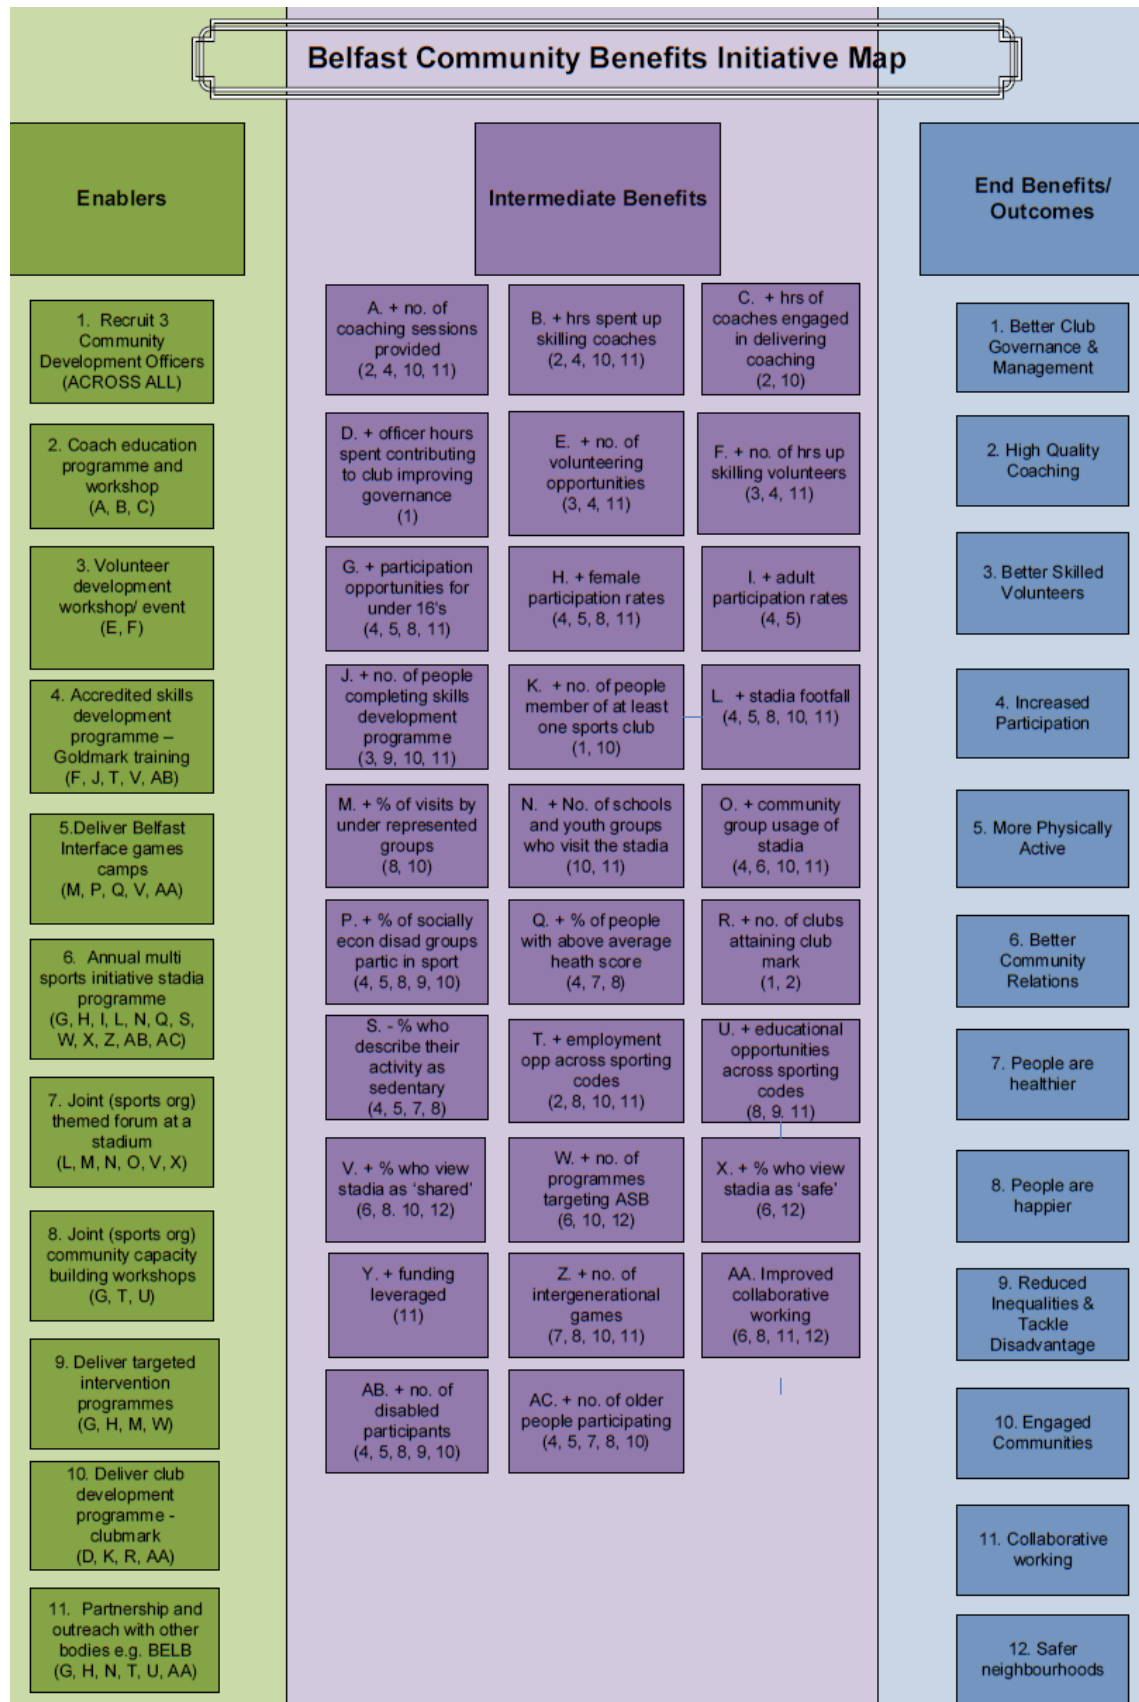 Belfast Community Benefits Initiative Map
Enablers
1. Recruit 3
Community
Development Officers
(ACROSS ALL)
2. Coach education
programme and
workshop
(A, B, C)
3. Volunteer
development
workshop/ event
(E, F)
4. Accredited skills
development
programme –
Goldmark training
(F, J, T, V, AB)
5.Deliver Belfast
Interface games
camps
(M, P, Q, V, AA)
6. Annual multi
sports initiative stadia
programme
(G, H, I, L, N, Q, S,
W, X, Z, AB, AC)
7. Joint (sports org)
themed forum at a
stadium
(L, M, N, O, V, X)
8. Joint (sports org)
community capacity
building workshops
(G, T, U)
9. Deliver targeted
intervention
programmes
(G, H, M, W)
10. Deliver club
development
programme -
clubmark
(D, K, R, AA)
11. Partnership and
outreach with other
bodies e.g. BELB
(G, H, N, T, U, AA)
Intermediate Benefits
A. + no. of
coaching sessions
provided
(2, 4, 10, 11)
B. + hrs spent up
skilling coaches
(2, 4, 10, 11)
C. + hrs of
coaches engaged
in delivering
coaching
(2, 10)
D. + officer hours
spent contributing
to club improving
governance
(1)
E. + no. of
volunteering
opportunities
(3, 4, 11)
F. + no. of hrs up
skilling volunteers
(3, 4, 11)
G. + participation
opportunities for
under 16's
(4, 5, 8, 11)
H. + female
participation rates
(4, 5, 8, 11)
I. + adult
participation rates
(4, 5)
J. + no. of people
completing skills
development
programme
(3, 9, 10, 11)
K. + no. of people
member of at least
one sports club
(1, 10)
L. + stadia footfall
(4, 5, 8, 10, 11)
M. + % of visits by
under represented
groups
(8, 10)
N. + No. of schools
and youth groups
who visit the stadia
(10, 11)
O. + community
group usage of
stadia
(4, 6, 10, 11)
P. + % of socially
econ disad groups
partic in sport
(4, 5, 8, 9, 10)
Q. + % of people
with above average
heath score
(4, 7, 8)
R. + no. of clubs
attaining club
mark
(1, 2)
S. - % who
describe their
activity as
sedentary
(4, 5, 7, 8)
T. + employment
opp across sporting
codes
(2, 8, 10, 11)
U. + educational
opportunities
across sporting
codes
(8, 9. 11)
V. + % who view
stadia as ‘shared’
(6, 8. 10, 12)
W. + no. of
programmes
targeting ASB
(6, 10, 12)
X. + % who view
stadia as ‘safe’
(6, 12)
Y. + funding
leveraged
(11)
Z. + no. of
intergenerational
games
(7, 8, 10, 11)
AA. Improved
collaborative
working
(6, 8, 11, 12)
AB. + no. of
disabled
participants
(4, 5, 8, 9, 10)
AC. + no. of older
people participating
(4, 5, 7, 8, 10)
End Benefits/
Outcomes
1. Better Club
Governance &
Management
2. High Quality
Coaching
3. Better Skilled
Volunteers
4. Increased
Participation
5. More Physically
Active
6. Better
Community
Relations
7. People are
healthier
8. People are
happier
9. Reduced
Inequalities &
Tackle
Disadvantage
10. Engaged
Communities
11. Collaborative
working
12. Safer
neighbourhoods